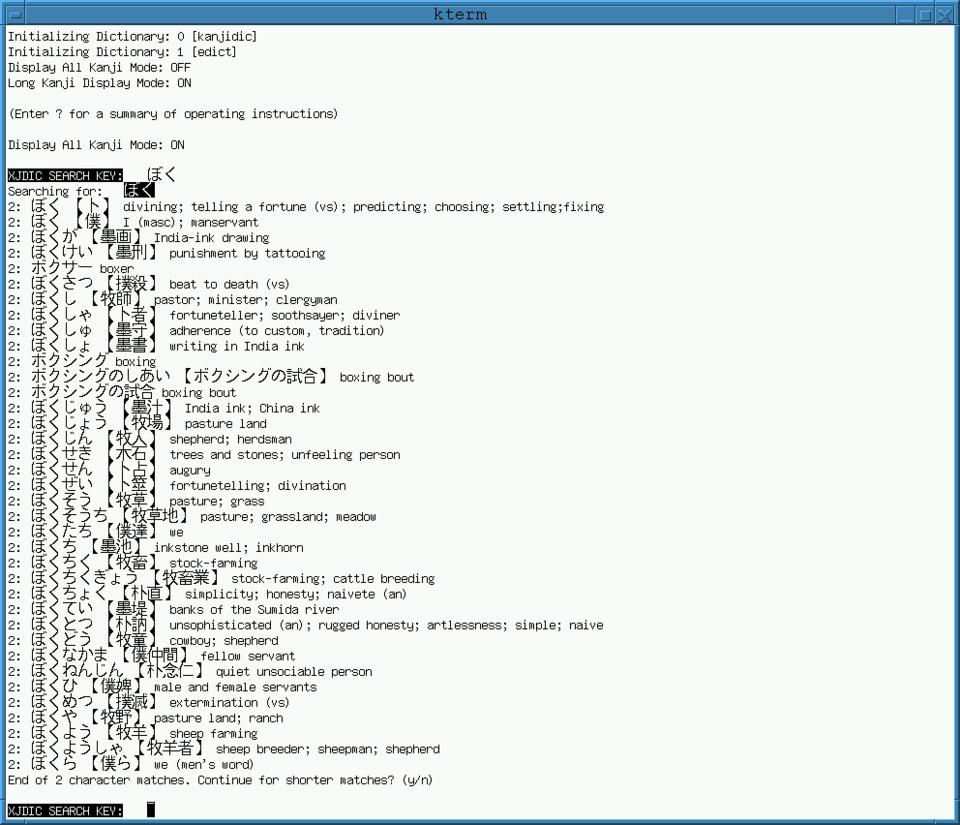 kterm
Initializing Dictionary: 0 [kanjidic]
Initializing Dictionary: 1 [edict]
Display All Kanji Mode: OFF
Long Kanji Display Mode: ON
(Enter ? for a summary of operating instructions)
Display All Kanji Mode: ON
XJDIC SEARCH KEY: ぼく
Searching for: ぼく
2: ぼく 【卜】 divining; telling a fortune (vs); predicting; choosing; settling;fixing
2: ぼく 【僕】 I (masc); manservant
2: ぼくが 【墨画】 India-ink drawing
2: ぼくけい 【墨刑】 punishment by tattooing
2: ボクサー boxer
2: ぼくさつ 【撲殺】 beat to death (vs)
2: ぼくし 【牧師】 pastor; minister; clergyman
2: ぼくしゃ 【卜者】 fortuneteller; soothsayer; diviner
2: ぼくしゅ 【墨守】 adherence (to custom, tradition)
2: ぼくしょ 【墨書】 writing in India ink
2: ボクシング boxing
2: ボクシングのしあい 【ボクシングの試合】 boxing bout
2: ボクシングの試合 boxing bout
2: ぼくじゅう 【墨汁】 India ink; China ink
2: ぼくじょう 【牧場】 pasture land
2: ぼくじん 【牧人】 shepherd; herdsman
2: ぼくせき 【木石】 trees and stones; unfeeling person
2: ぼくせん 【卜占】 augury
2: ぼくぜい 【卜筮】 fortunetelling; divination
2: ぼくそう 【牧草】 pasture; grass
2: ぼくそうち 【牧草地】 pasture; grassland; meadow
2: ぼくたち 【僕達】 we
2: ぼくち 【墨池】 inkstone well; inkhorn
2: ぼくちく 【牧畜】 stock-farming
2: ぼくちくぎょう 【牧畜業】 stock-farming; cattle breeding
2: ぼくちょく 【朴直】 simplicity; honesty; naivete (an)
2: ぼくてい 【墨堤】 banks of the Sumida river
2: ぼくとつ 【朴訥】 unsophisticated (an); rugged honesty; artlessness; simple; naive
2: ぼくどう 【牧童】 cowboy; shepherd
2: ぼくなかま 【僕仲間】 fellow servant
2: ぼくねんじん 【朴念仁】 quiet unsociable person
2: ぼくひ 【僕婢】 male and female servants
2: ぼくめつ 【撲滅】 extermination (vs)
2: ぼくや 【牧野】 pasture land; ranch
2: ぼくよう 【牧羊】 sheep farming
2: ぼくようしゃ 【牧羊者】 sheep breeder; sheepman; shepherd
2: ぼくら 【僕ら】 we (men's word)
End of 2 character matches. Continue for shorter matches? (y/n)
XJDIC SEARCH KEY: